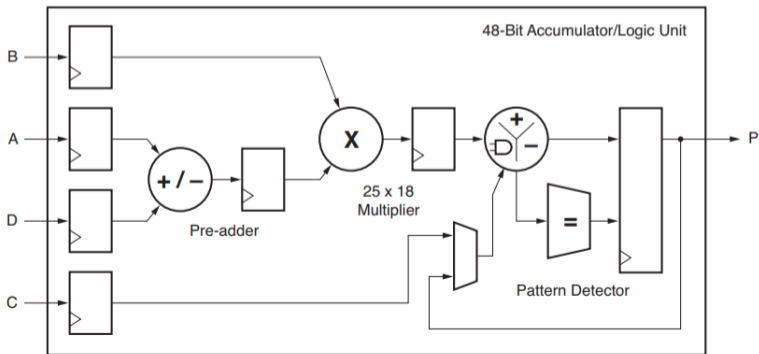 48-Bit Accumulator/Logic Unit
B
A
D
C
+/−
Pre-adder
X
25 x 18
Multiplier
+
−
=
Pattern Detector
P